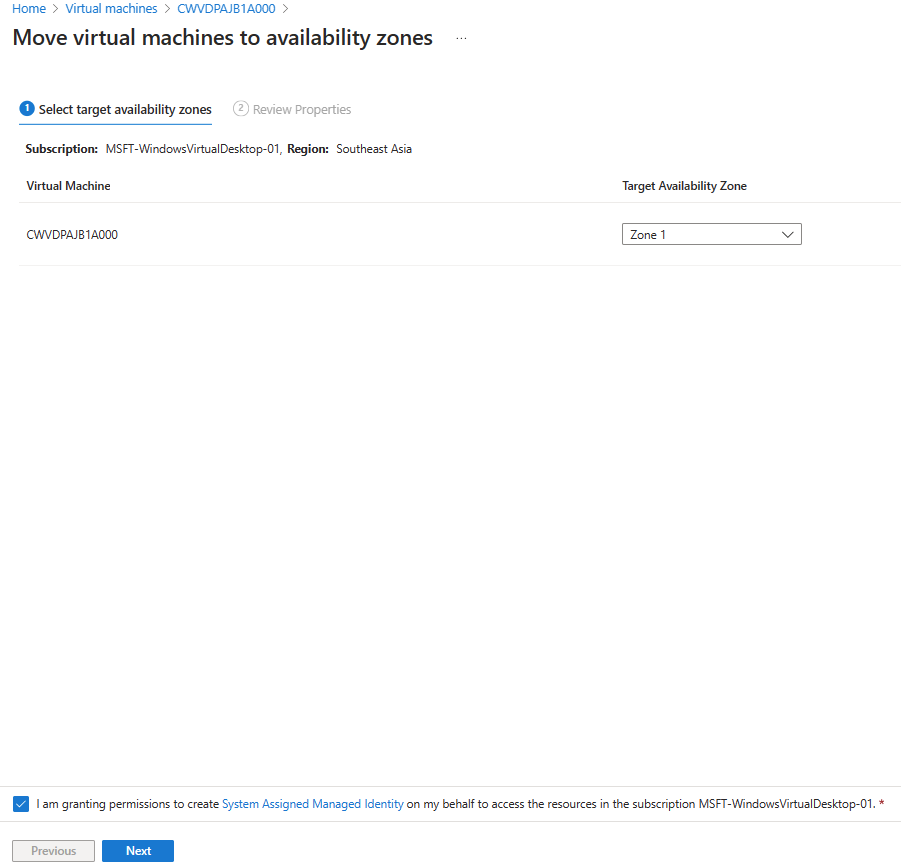 Home > Virtual machines > CWVDPAJB1A000 >
Move virtual machines to availability zones ...
1 Select target availability zones 2 Review Properties
Subscription: MSFT-WindowsVirtualDesktop-01, Region: Southeast Asia
Virtual Machine Target Availability Zone
CWVDPAJB1A000 Zone 1
I am granting permissions to create System Assigned Managed Identity on my behalf to access the resources in the subscription MSFT-WindowsVirtualDesktop-01. *
Previous Next